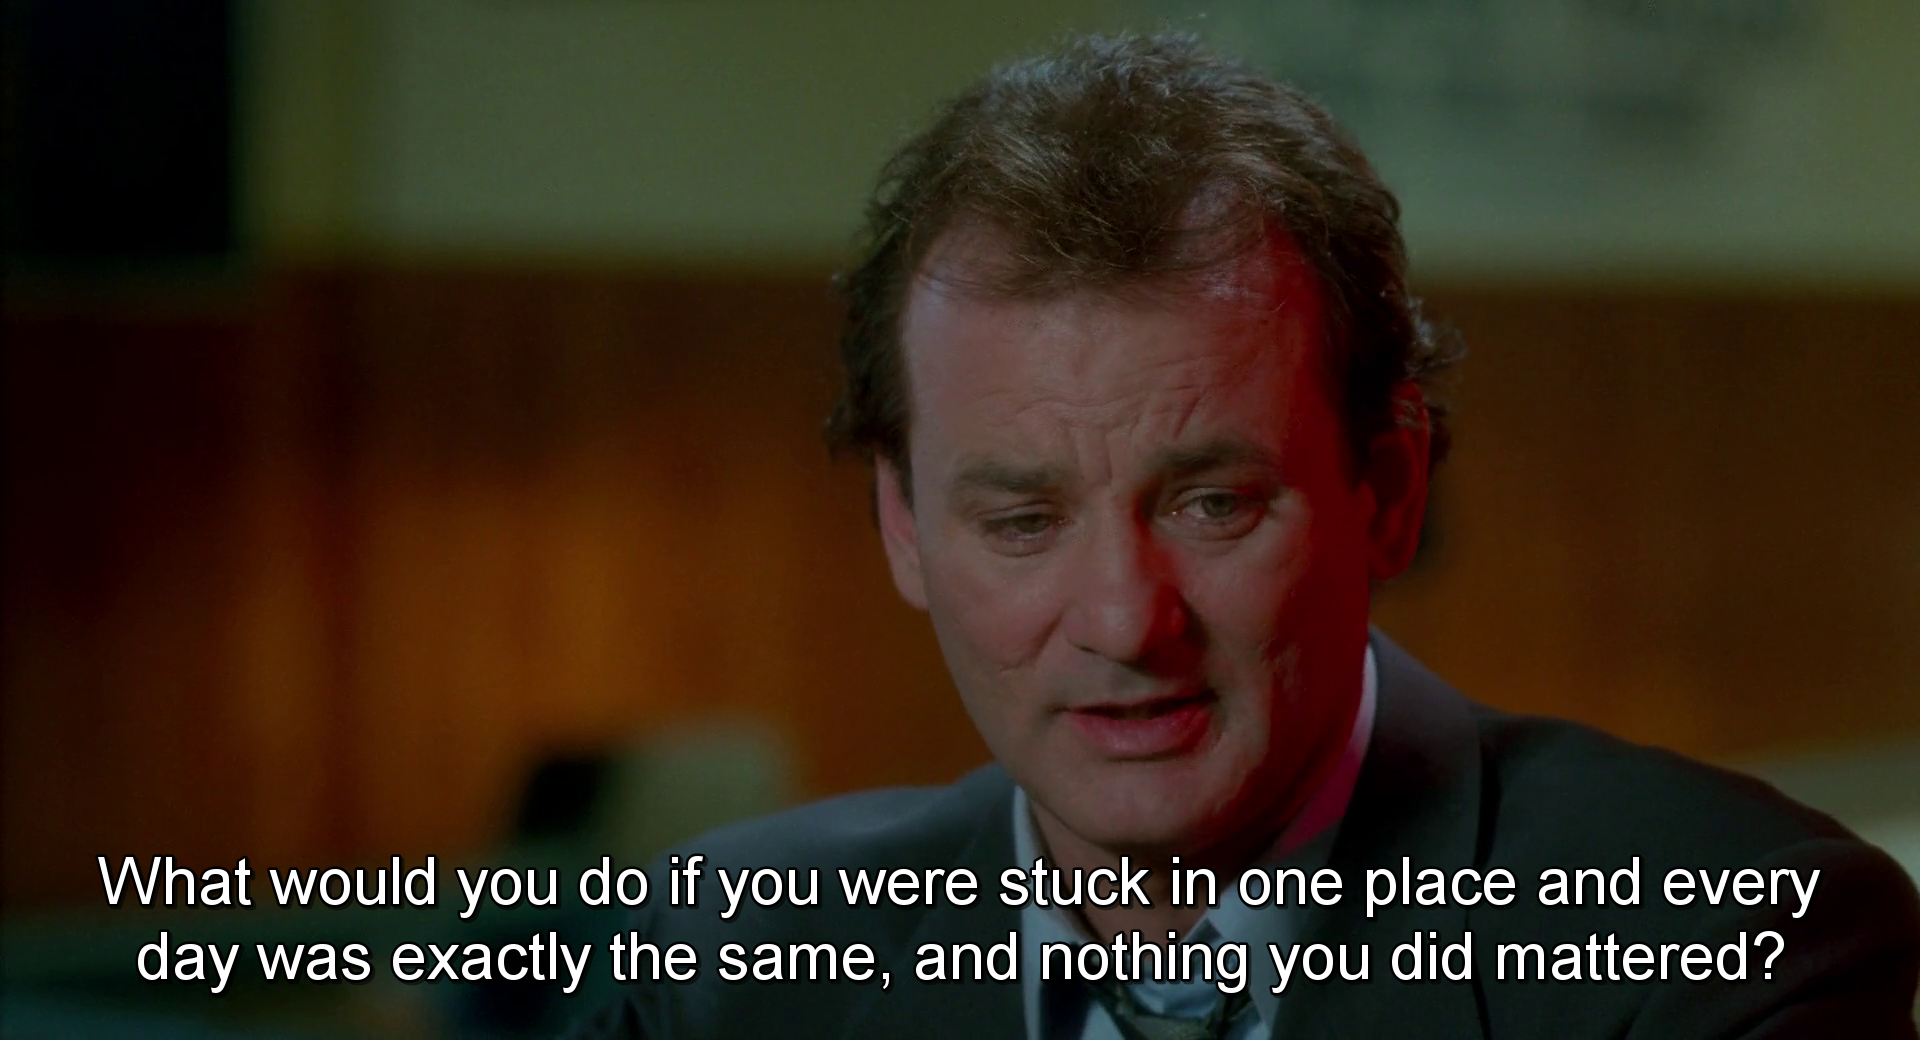 What would you do if you were stuck in one place and every
day was exactly the same, and nothing you did mattered?